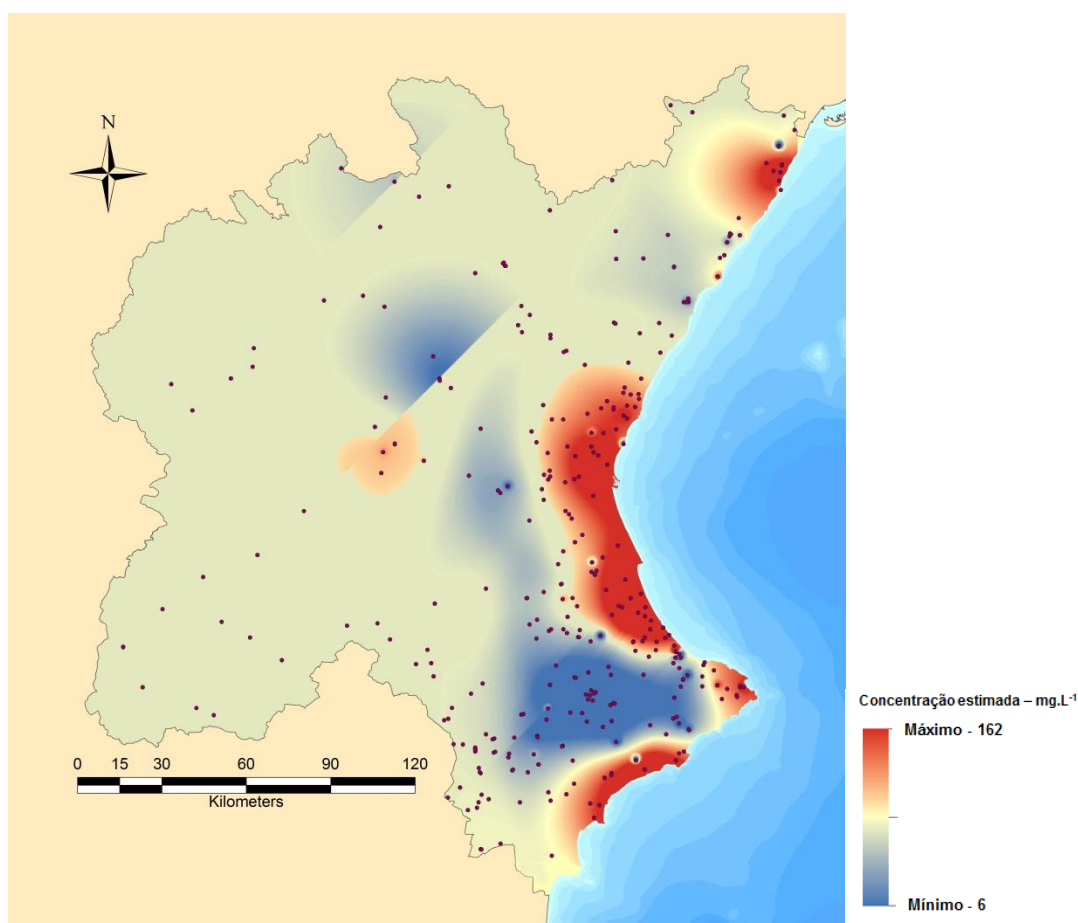 N
0 15 30 60 90 120
Kilometers
Concentração estimada – mg.L⁻¹
Máximo - 162
Mínimo - 6